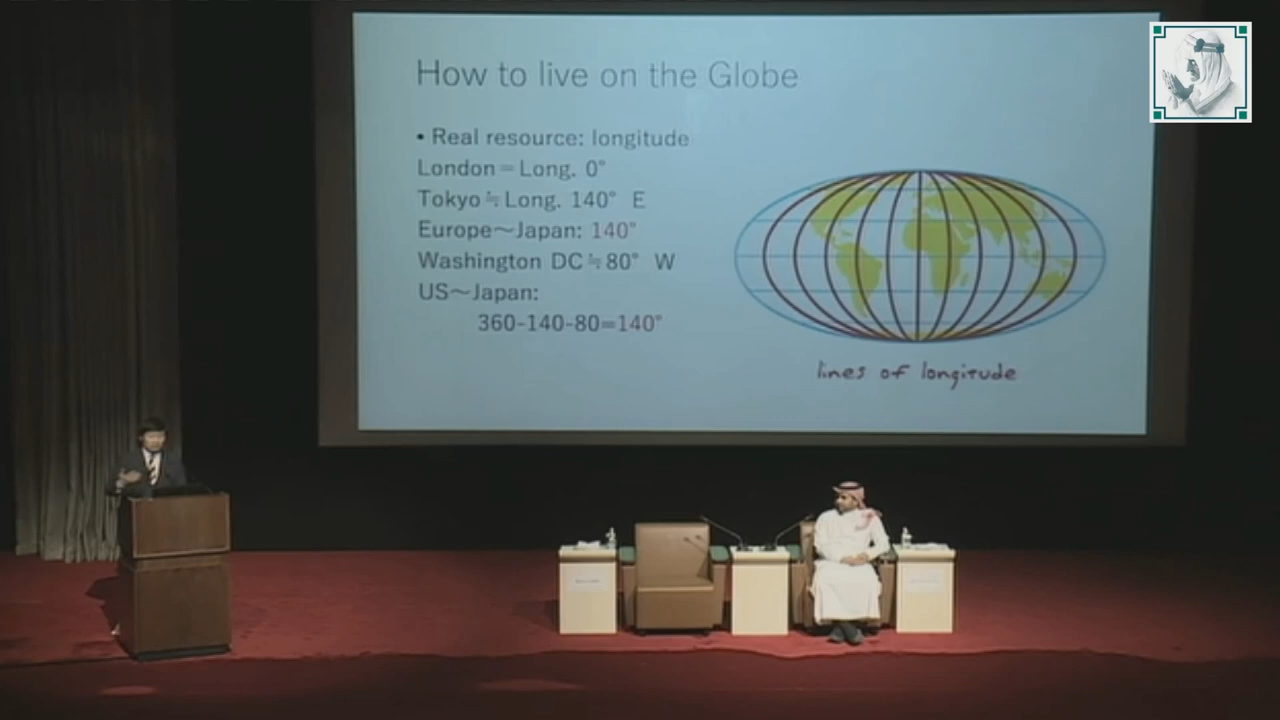 How to live on the Globe
• Real resource: longitude
London = Long. 0°
Tokyo ≒ Long. 140° E
Europe～Japan: 140°
Washington DC ≒ 80° W
US～Japan:
360-140-80=140°
lines of longitude